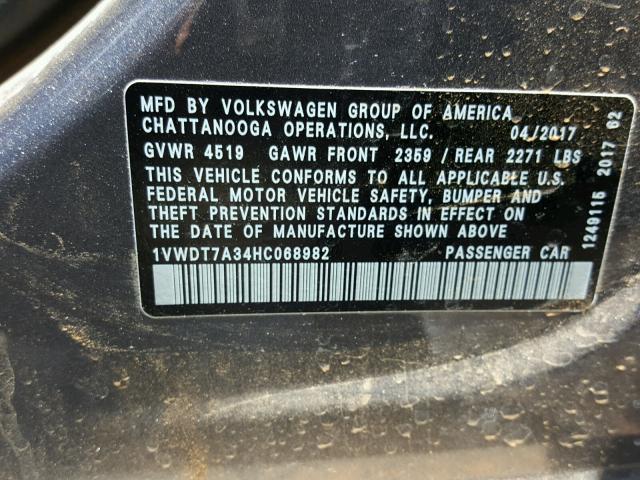 MFD BY VOLKSWAGEN GROUP OF AMERICA
CHATTANOOGA OPERATIONS, LLC. 04/2017
GVWR 4519 GAWR FRONT 2359 / REAR 2271 LBS
THIS VEHICLE CONFORMS TO ALL APPLICABLE U.S.
FEDERAL MOTOR VEHICLE SAFETY, BUMPER AND
THEFT PREVENTION STANDARDS IN EFFECT ON
THE DATE OF MANUFACTURE SHOWN ABOVE
1VWDT7A34HC068982 PASSENGER CAR
1249115 2017 62